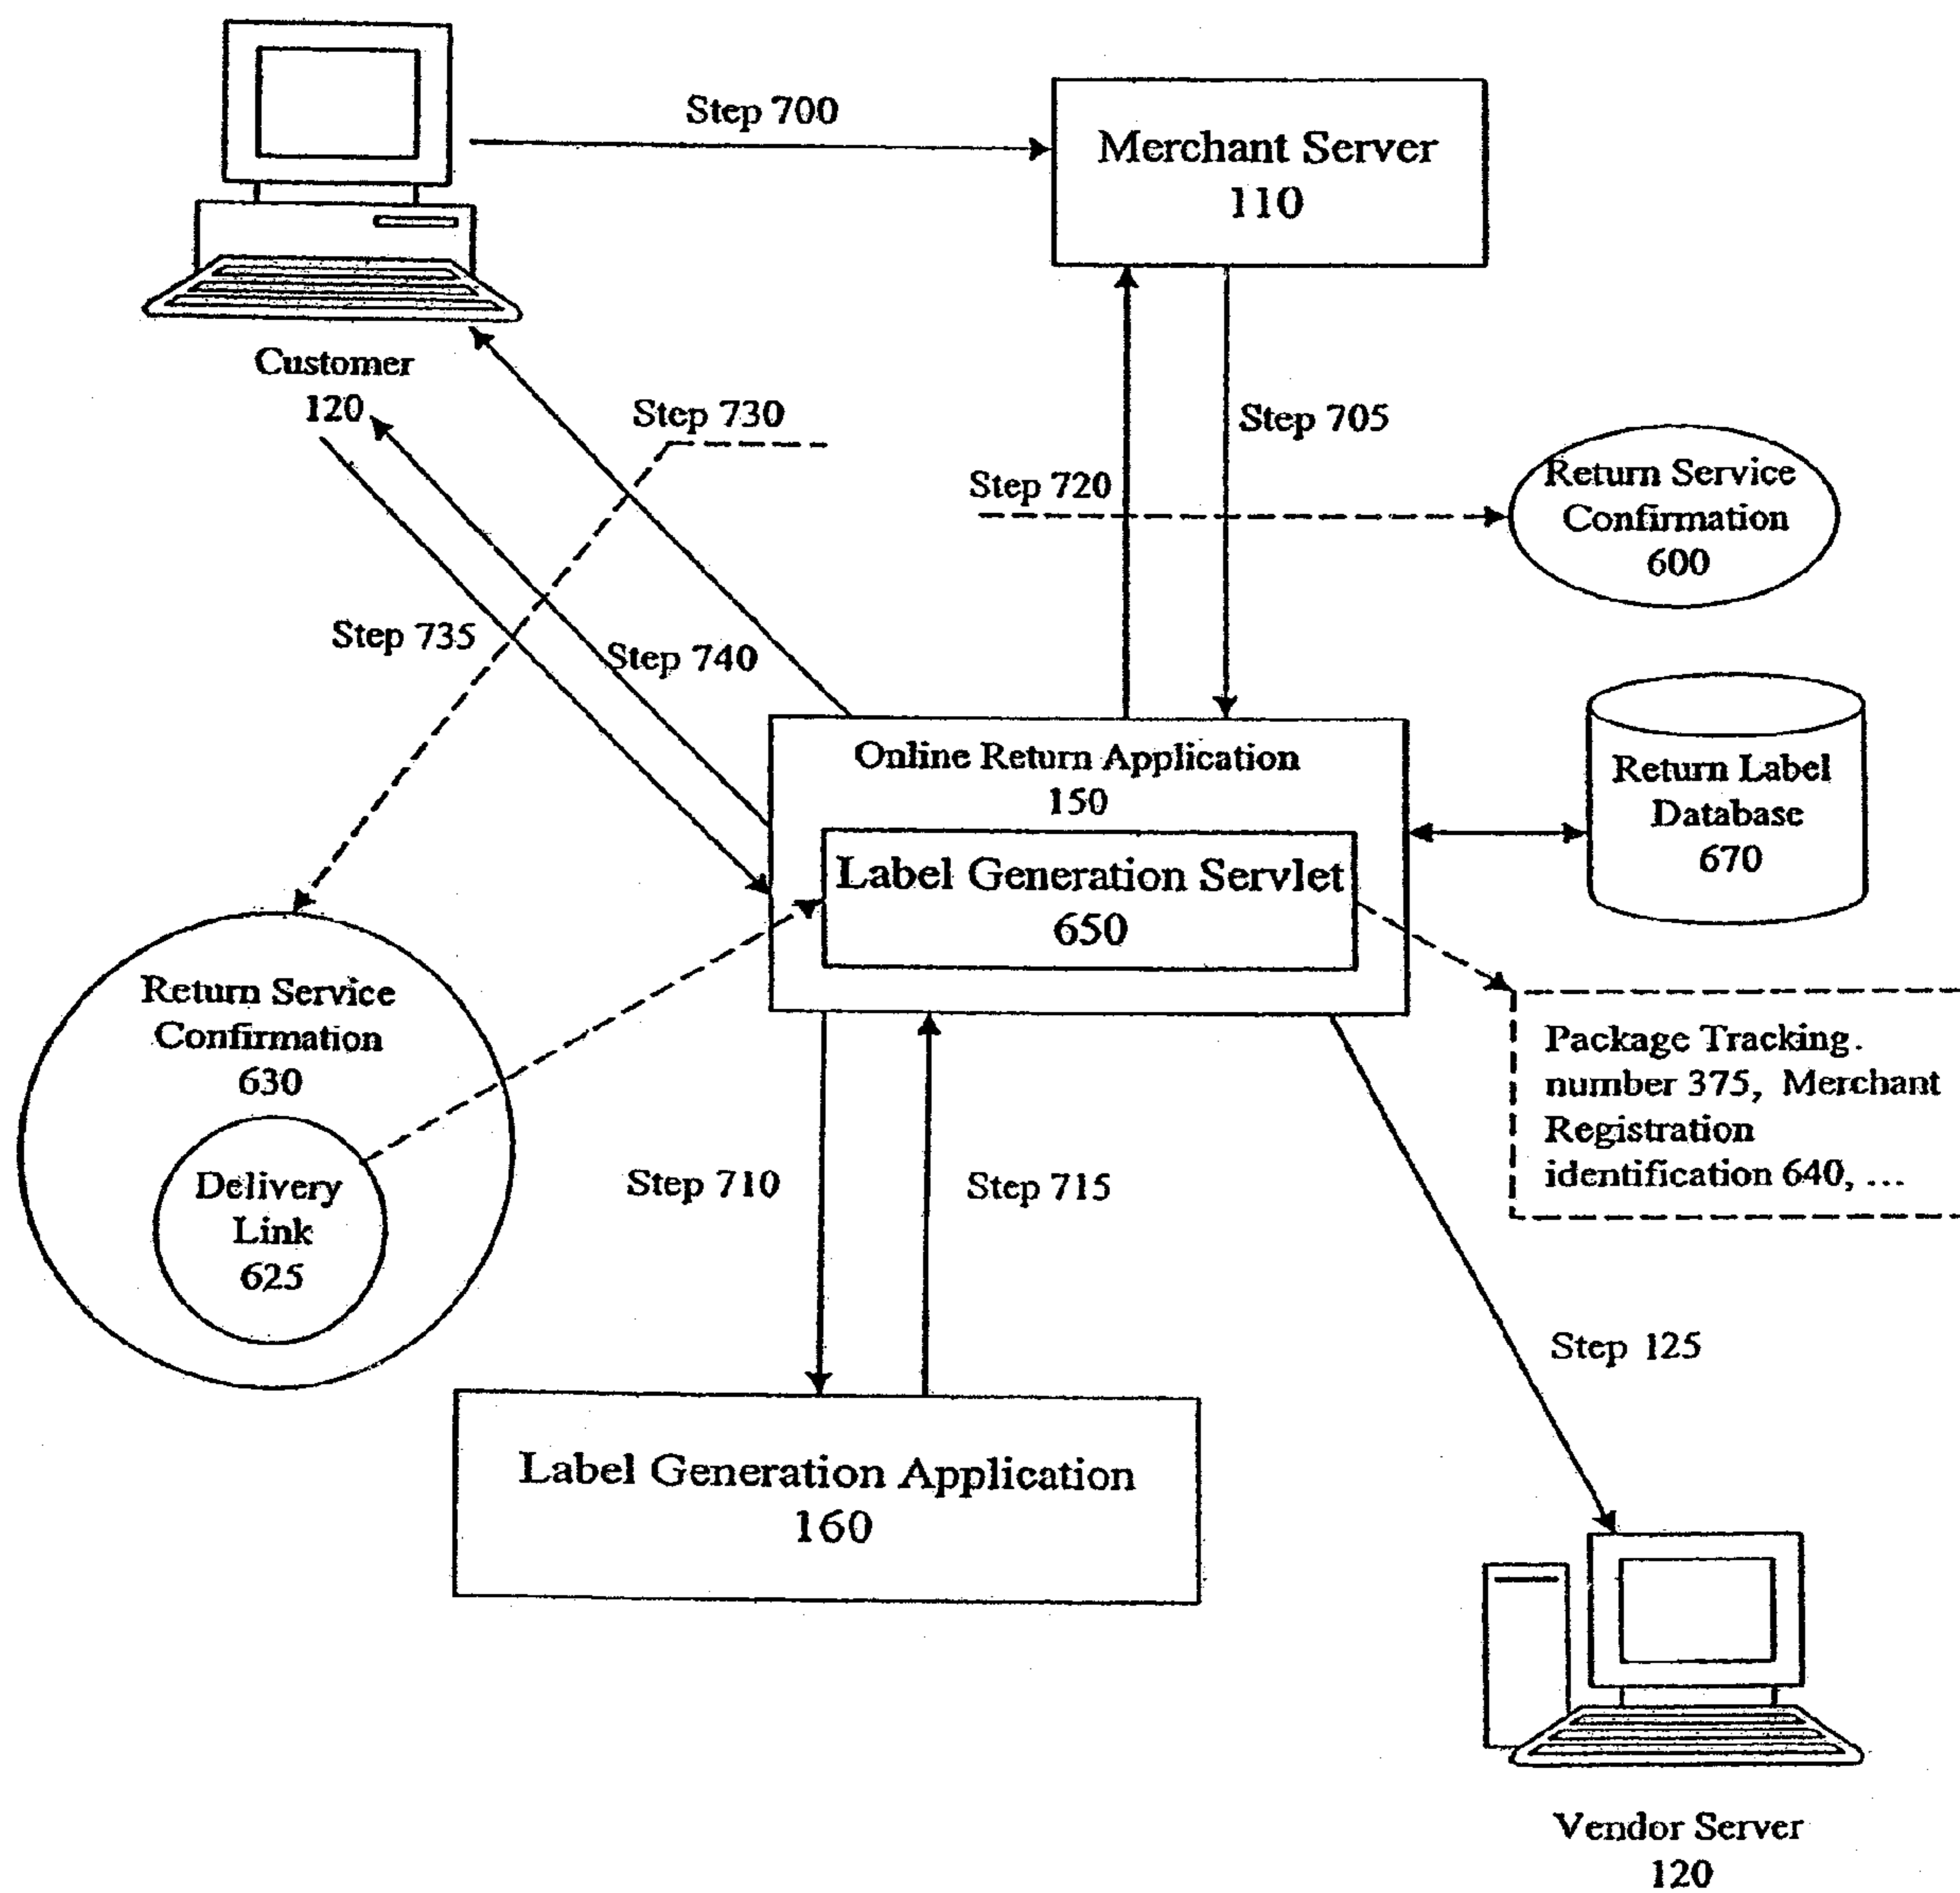 Step 700
Merchant Server
110
Customer
120
Step 730
Step 705
Step 720
Return Service
Confirmation
600
Step 735
Step 740
Online Return Application
150
Label Generation Servlet
650
Return Label
Database
670
Return Service
Confirmation
630
Delivery
Link
625
Package Tracking.
number 375, Merchant
Registration
identification 640, ...
Step 710
Step 715
Step 125
Label Generation Application
160
Vendor Server
120